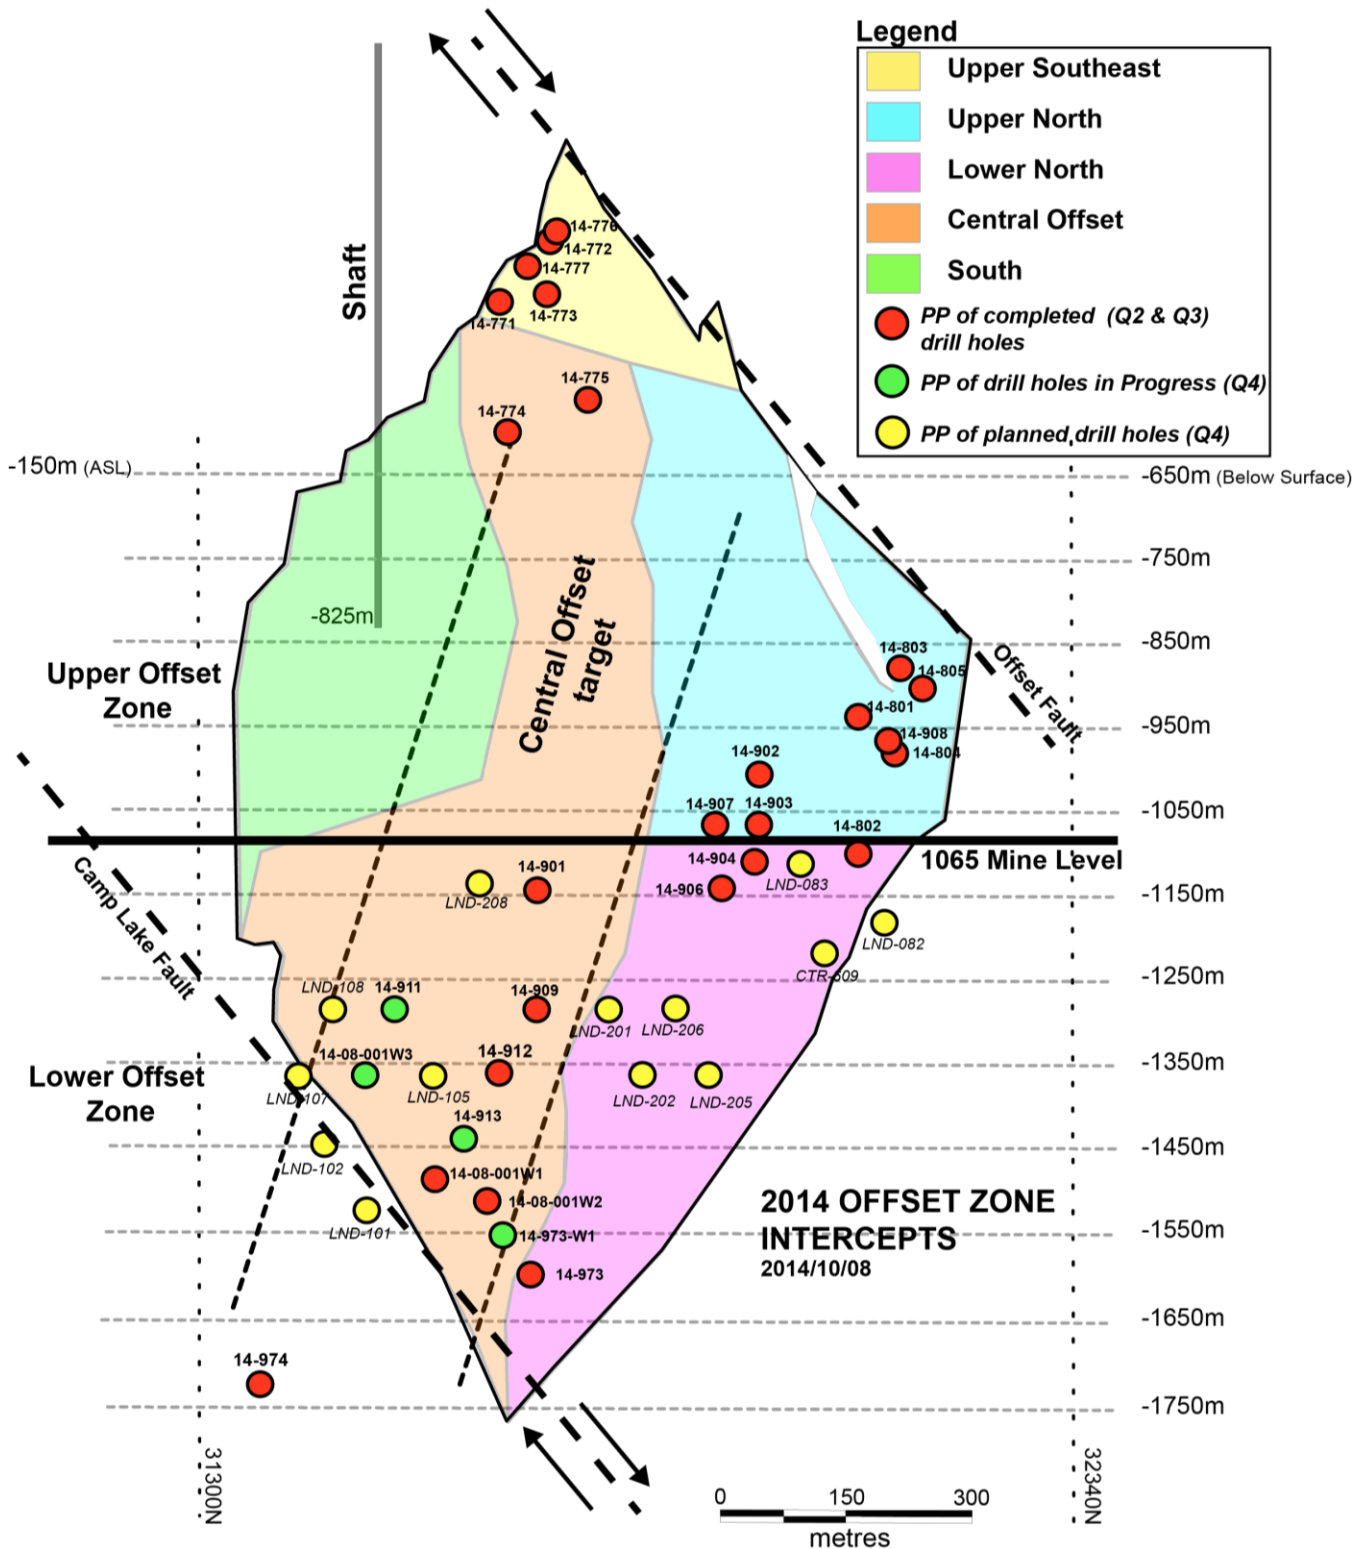 Legend
Upper Southeast
Upper North
Lower North
Central Offset
South
PP of completed (Q2 & Q3)
drill holes
PP of drill holes in Progress (Q4)
PP of planned drill holes (Q4)
Shaft
14-776
14-772
14-777
14-773
14-771
14-775
14-774
-150m (ASL)
-650m (Below Surface)
-750m
-825m
-850m
Central Offset
target
Upper Offset
Zone
14-803
14-805
Offset Fault
14-801
-950m
14-908
14-804
14-902
14-907
14-903
-1050m
14-802
1065 Mine Level
14-904
14-901
LND-083
14-906
LND-208
-1150m
Camp Lake Fault
LND-082
CTR-609
-1250m
LND-108
14-911
14-909
LND-201
LND-206
14-08-001W3
14-912
-1350m
Lower Offset
Zone
LND-107
LND-105
LND-202
LND-205
14-913
-1450m
LND-102
14-08-001W1
14-08-001W2
2014 OFFSET ZONE
INTERCEPTS
2014/10/08
LND-101
14-973-W1
-1550m
14-973
-1650m
14-974
-1750m
31300N
32340N
0 150 300
metres